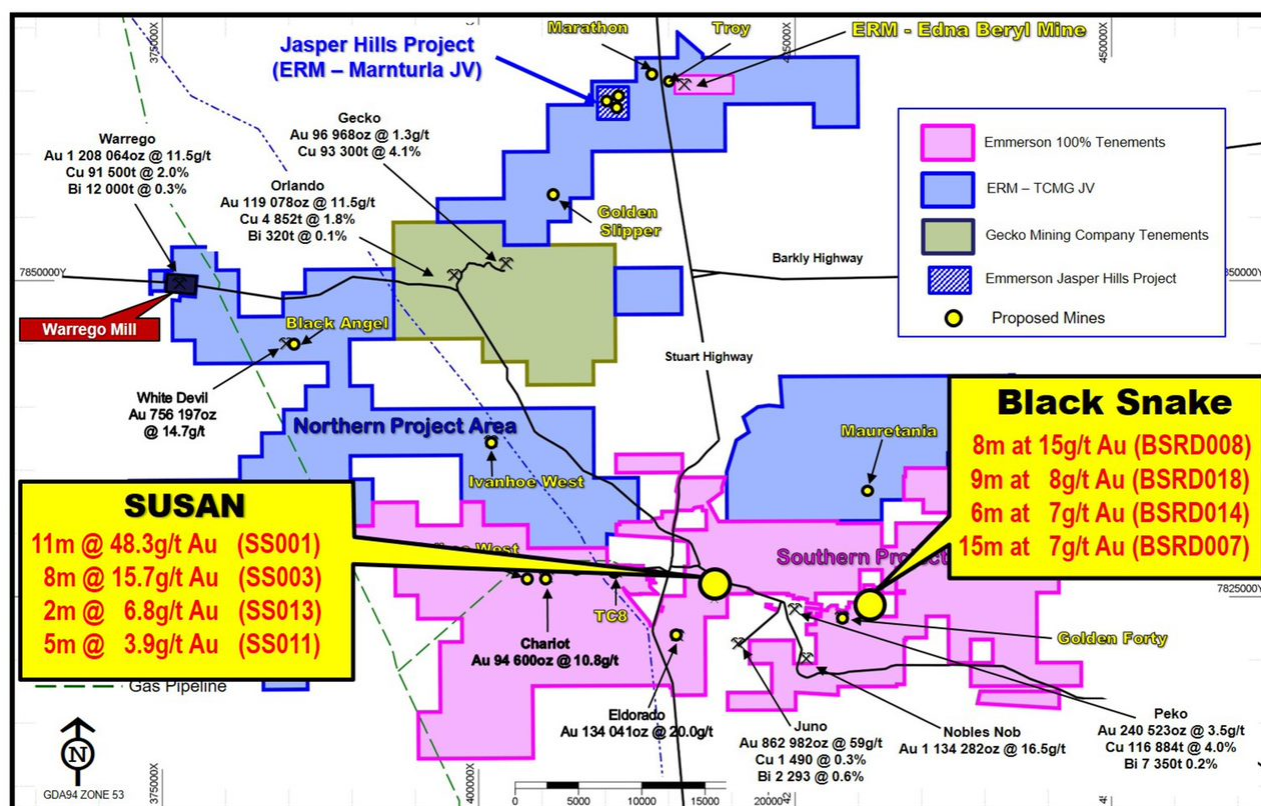 375000X
450000X
Marathon
Troy
ERM - Edna Beryl Mine
Jasper Hills Project
(ERM – Marnturla JV)
Gecko
Au 96 968oz @ 1.3g/t
Cu 93 300t @ 4.1%
Warrego
Au 1 208 064oz @ 11.5g/t
Cu 91 500t @ 2.0%
Bi 12 000t @ 0.3%
Orlando
Au 119 078oz @ 11.5g/t
Cu 4 852t @ 1.8%
Bi 320t @ 0.1%
Golden
Slipper
Emmerson 100% Tenements
ERM – TCMG JV
Gecko Mining Company Tenements
Emmerson Jasper Hills Project
Proposed Mines
7850000Y
Barkly Highway
Warrego Mill
Black Angel
Stuart Highway
White Devil
Au 756 197oz
@ 14.7g/t
Northern Project Area
Ivanhoe West
Mauretania
Black Snake
8m at 15g/t Au (BSRD008)
9m at 8g/t Au (BSRD018)
6m at 7g/t Au (BSRD014)
15m at 7g/t Au (BSRD007)
SUSAN
11m @ 48.3g/t Au (SS001)
8m @ 15.7g/t Au (SS003)
2m @ 6.8g/t Au (SS013)
5m @ 3.9g/t Au (SS011)
West
Southern Project
7825000Y
TC8
Golden Forty
Chariot
Au 94 600oz @ 10.8g/t
Gas Pipeline
Eldorado
Au 134 041oz @ 20.0g/t
Juno
Au 862 982oz @ 59g/t
Cu 1 490 @ 0.3%
Bi 2 293 @ 0.6%
Nobles Nob
Au 1 134 282oz @ 16.5g/t
Peko
Au 240 523oz @ 3.5g/t
Cu 116 884t @ 4.0%
Bi 7 350t 0.2%
N
GDA94 ZONE 53
375000X
400000X
0 5000 10000 15000 20000